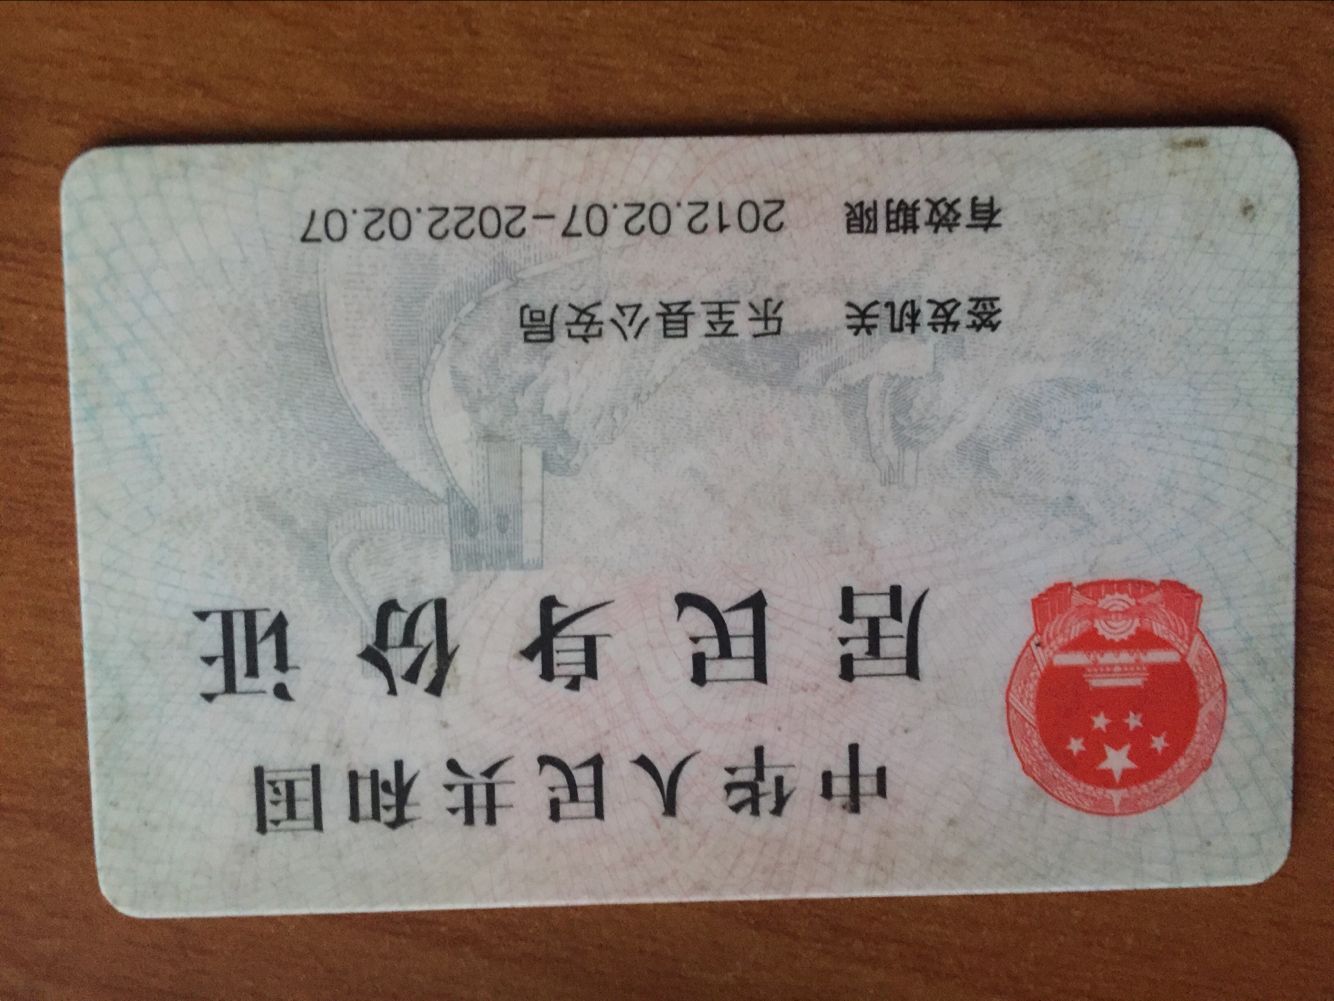 中华人民共和国
居民身份证
签发机关 乐至县公安局
有效期限 2012.02.07-2022.02.07